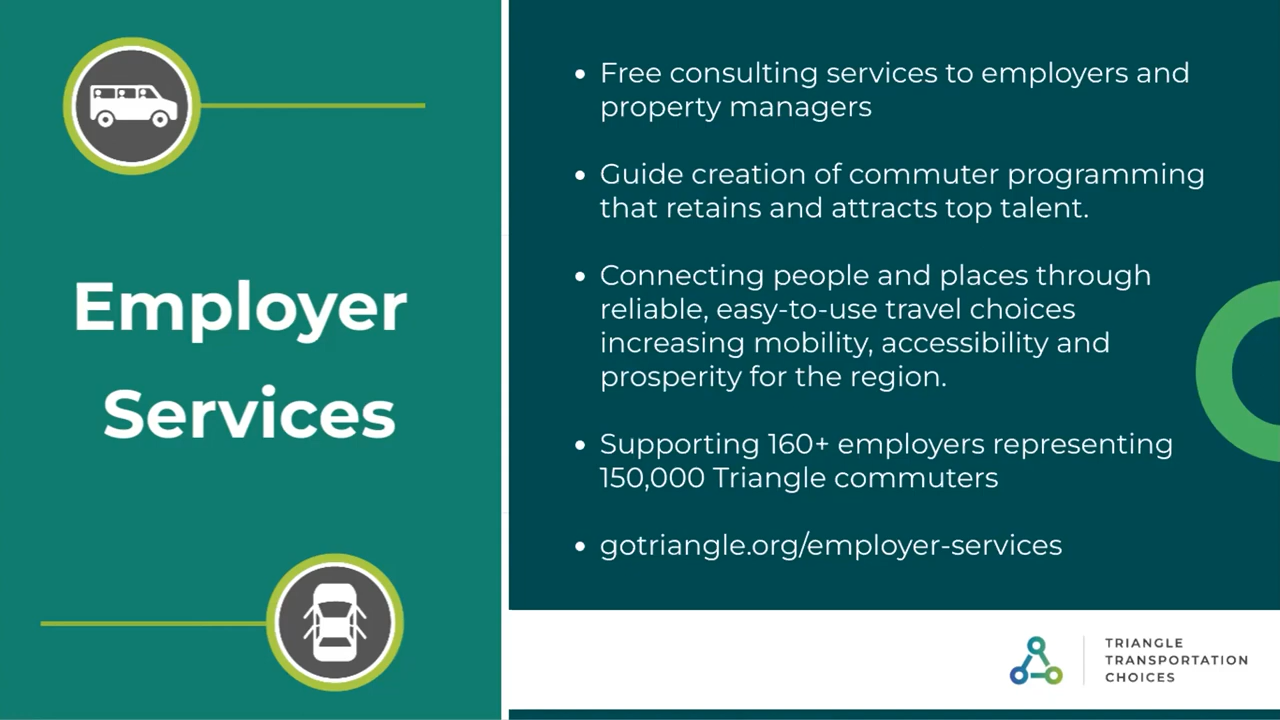 Employer
Services
• Free consulting services to employers and
property managers
• Guide creation of commuter programming
that retains and attracts top talent.
• Connecting people and places through
reliable, easy-to-use travel choices
increasing mobility, accessibility and
prosperity for the region.
• Supporting 160+ employers representing
150,000 Triangle commuters
• gotriangle.org/employer-services
TRIANGLE
TRANSPORTATION
CHOICES